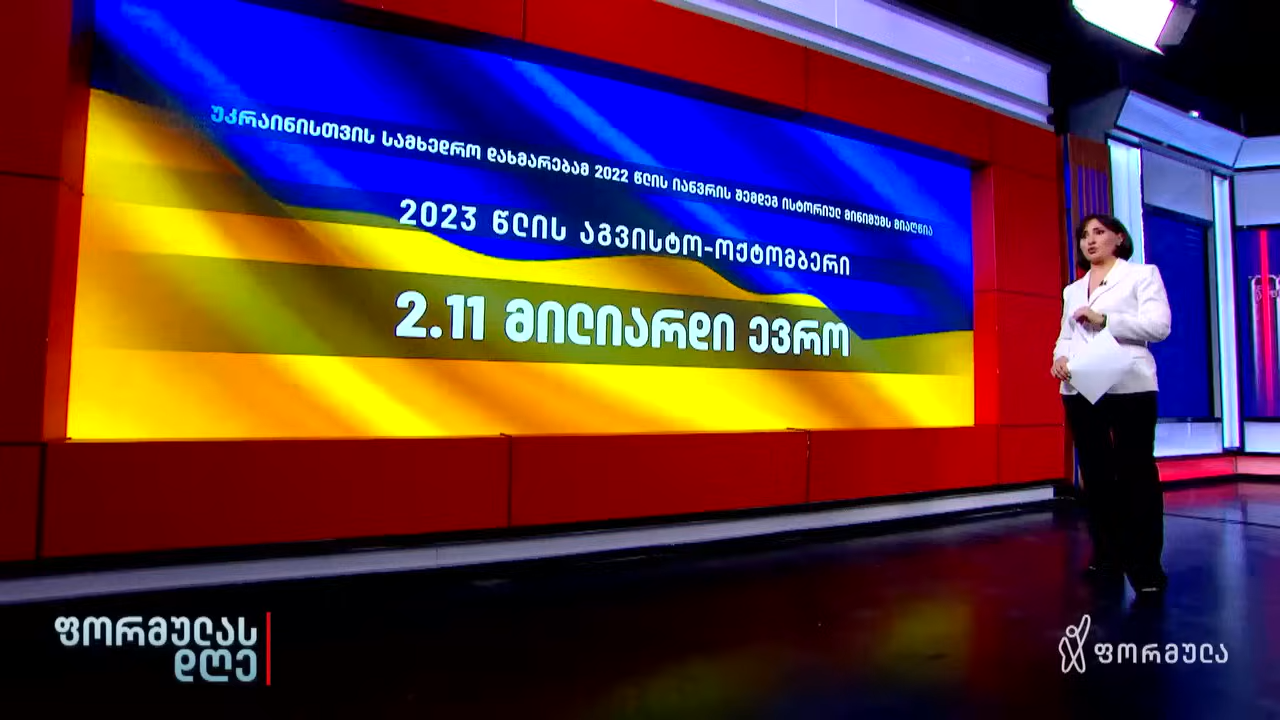 უკრაინისთვის სამხედრო დახმარებამ 2022 წლის იანვრის შემდეგ ისტორიულ მინიმუმს მიაღწია
2023 წლის აგვისტო-ოქტომბერი
2.11 მილიარდი ევრო
ფორმულას
დღე
ფორმულა